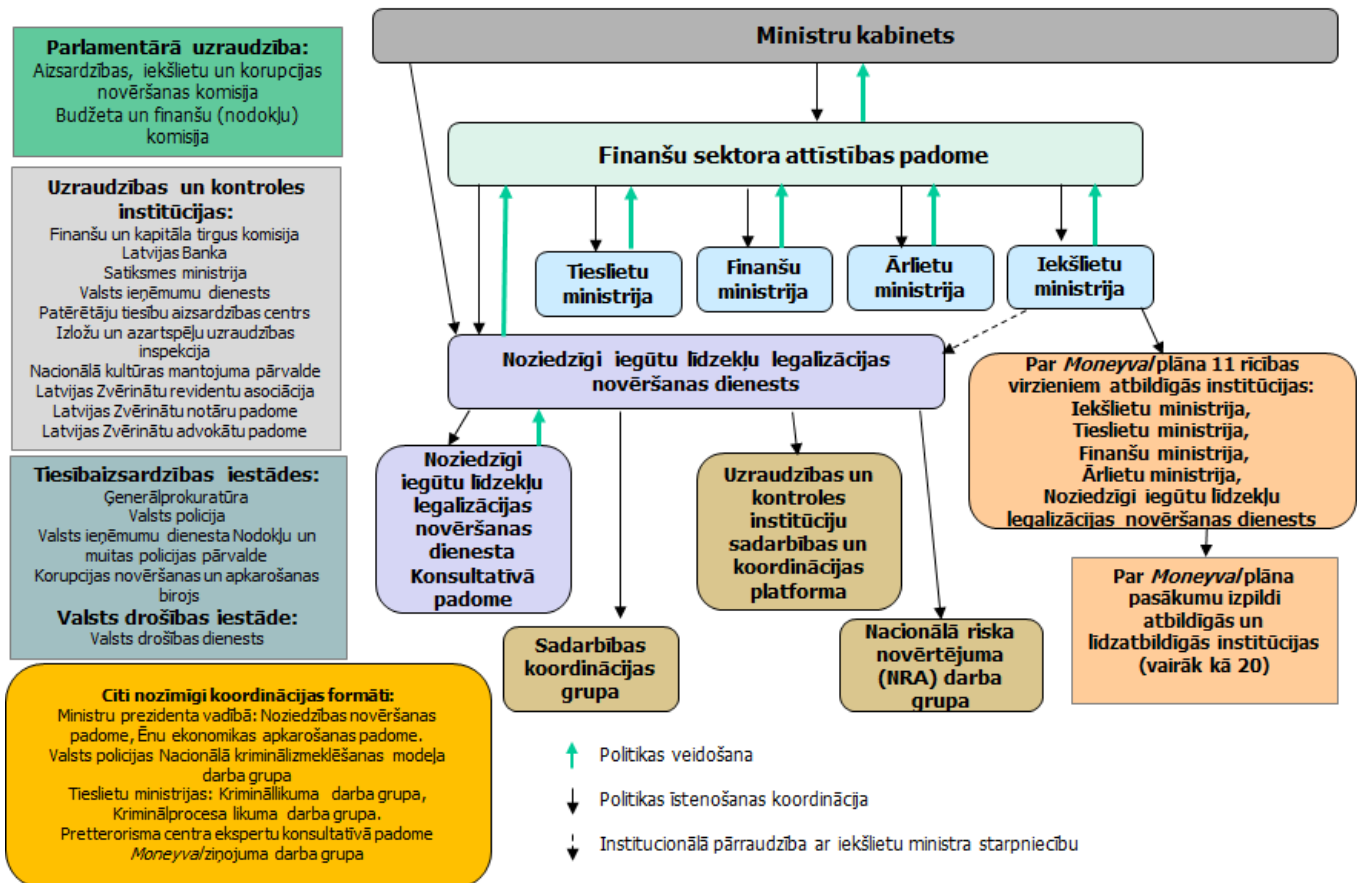 Parlamentārā uzraudzība:
Aizsardzības, iekšlietu un korupcijas
novēršanas komisija
Budžeta un finanšu (nodokļu)
komisija
Uzraudzības un kontroles
institūcijas:
Finanšu un kapitāla tirgus komisija
Latvijas Banka
Satiksmes ministrija
Valsts ieņēmumu dienests
Patērētāju tiesību aizsardzības centrs
Izložu un azartspēļu uzraudzības
inspekcija
Nacionālā kultūras mantojuma pārvalde
Latvijas Zvērinātu revidentu asociācija
Latvijas Zvērinātu notāru padome
Latvijas Zvērinātu advokātu padome
Tiesībaizsardzības iestādes:
Ģenerālprokuratūra
Valsts policija
Valsts ieņēmumu dienesta Nodokļu un
muitas policijas pārvalde
Korupcijas novēršanas un apkarošanas
birojs
Valsts drošības iestāde:
Valsts drošības dienests
Citi nozīmīgi koordinācijas formāti:
Ministru prezidenta vadībā: Noziedzības novēršanas
padome, Ēnu ekonomikas apkarošanas padome.
Valsts policijas Nacionālā kriminālizmeklēšanas modeļa
darba grupa
Tieslietu ministrijas: Krimināllikuma darba grupa,
Kriminālprocesa likuma darba grupa.
Pretterorisma centra ekspertu konsultatīvā padome
Moneyval ziņojuma darba grupa
Ministru kabinets
Finanšu sektora attīstības padome
Tieslietu
ministrija
Finanšu
ministrija
Ārlietu
ministrija
Iekšlietu
ministrija
Noziedzīgi iegūtu līdzekļu legalizācijas
novēršanas dienests
Par Moneyval plāna 11 rīcības
virzieniem atbildīgās institūcijas:
Iekšlietu ministrija,
Tieslietu ministrija,
Finanšu ministrija,
Ārlietu ministrija,
Noziedzīgi iegūtu līdzekļu
legalizācijas novēršanas dienests
Noziedzīgi
iegūtu līdzekļu
legalizācijas
novēršanas
dienesta
Konsultatīvā
padome
Uzraudzības un
kontroles
institūciju
sadarbības un
koordinācijas
platforma
Par Moneyval plāna
pasākumu izpildi
atbildīgās un
līdzatbildīgās institūcijas
(vairāk kā 20)
Sadarbības
koordinācijas
grupa
Nacionālā riska
novērtējuma
(NRA) darba
grupa
Politikas veidošana
Politikas īstenošanas koordinācija
Institucionālā pārraudzība ar iekšlietu ministra starpniecību